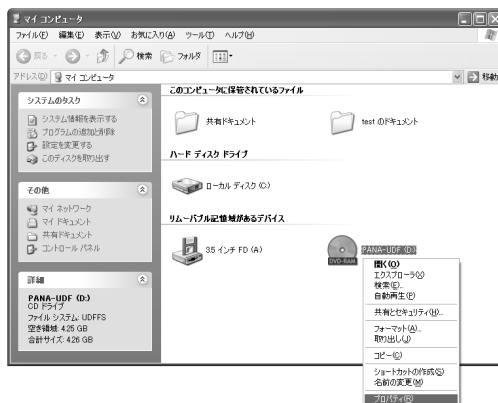 マイ コンピュータ
ファイル(F) 編集(E) 表示(V) お気に入り(A) ツール(T) ヘルプ(H)
戻る 検索 フォルダ
アドレス(D) マイ コンピュータ 移動
システムのタスク
システム情報を表示する
プログラムの追加と削除
設定を変更する
このディスクを取り出す
その他
マイ ネットワーク
マイ ドキュメント
共有ドキュメント
コントロール パネル
詳細
PANA-UDF (D:)
CD ドライブ
ファイル システム: UDFFS
空き領域: 4.25 GB
合計サイズ: 4.26 GB
このコンピュータに保管されているファイル
共有ドキュメント test のドキュメント
ハード ディスク ドライブ
ローカル ディスク (C:)
リムーバブル記憶域があるデバイス
3.5 インチ FD (A:)
DVD-RAM
PANA-UDF (D:)
開く(O)
エクスプローラ(X)
検索(E)...
自動再生(P)
共有とセキュリティ(H)...
フォーマット(A)...
取り出し(J)
コピー(C)
ショートカットの作成(S)
名前の変更(M)
プロパティ(R)